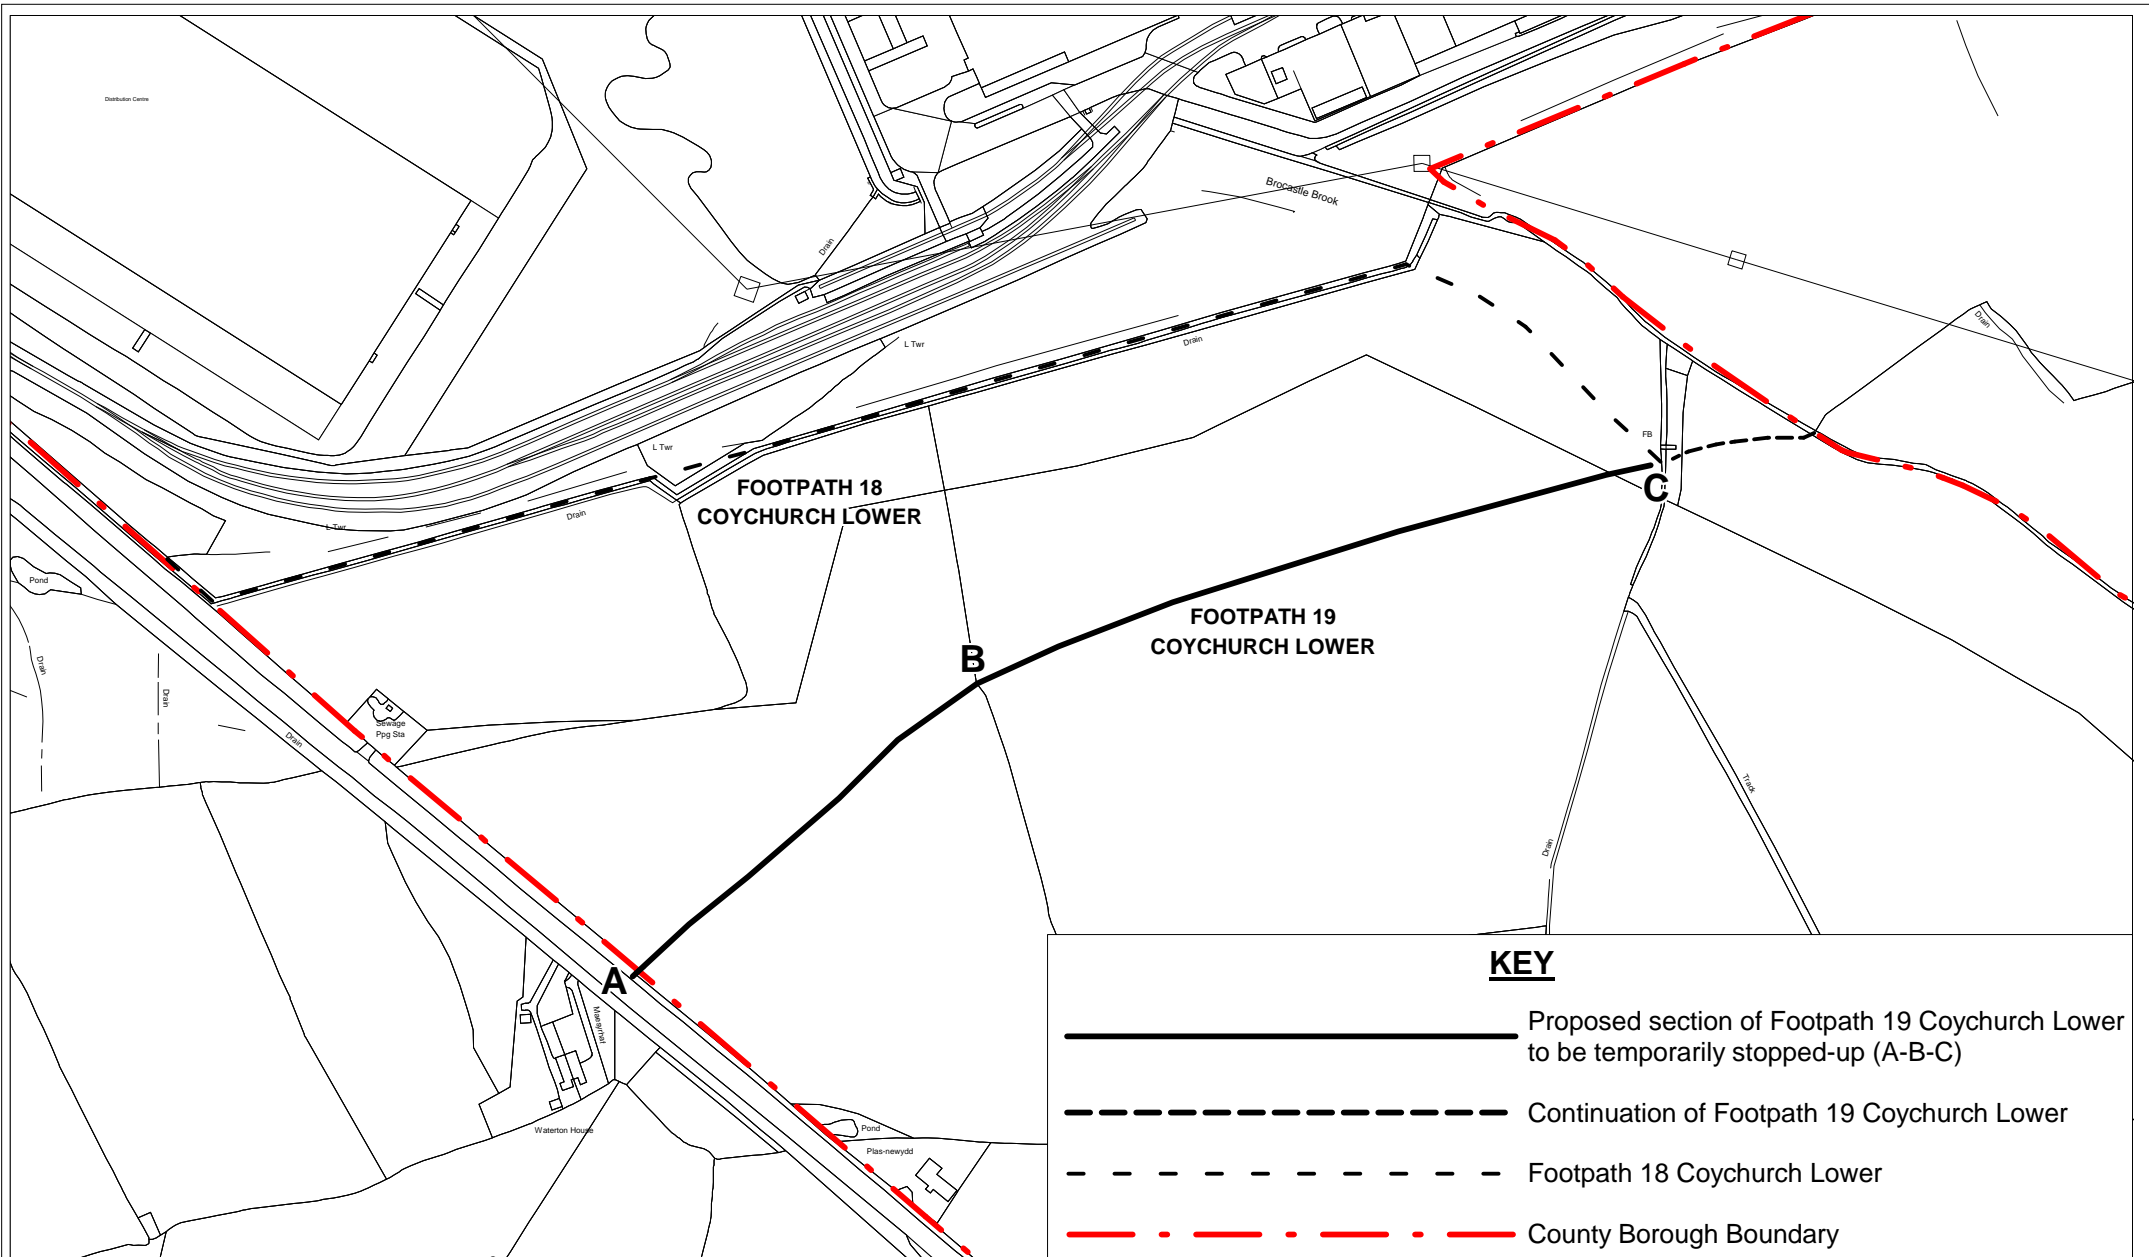 Distribution Centre
Drain
Brocastle Brook
Drain
L Twr
Drain
L Twr
FB
FOOTPATH 18
COYCHURCH LOWER
C
Drain
L Twr
Pond
FOOTPATH 19
COYCHURCH LOWER
B
Drain
Drain
Sewage
Ppg Sta
Drain
Track
Drain
A
KEY
Proposed section of Footpath 19 Coychurch Lower
to be temporarily stopped-up (A-B-C)
Continuation of Footpath 19 Coychurch Lower
Footpath 18 Coychurch Lower
County Borough Boundary
Waterton House
Pond
Plas-newydd